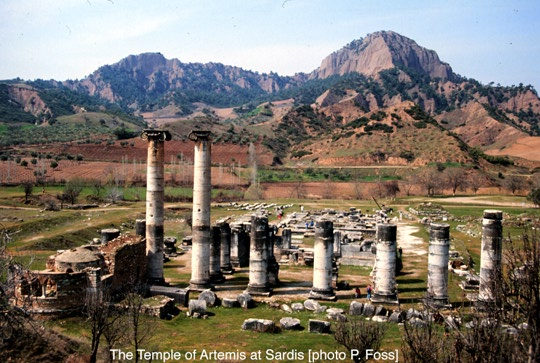 The Temple of Artemis at Sardis [photo P. Foss]